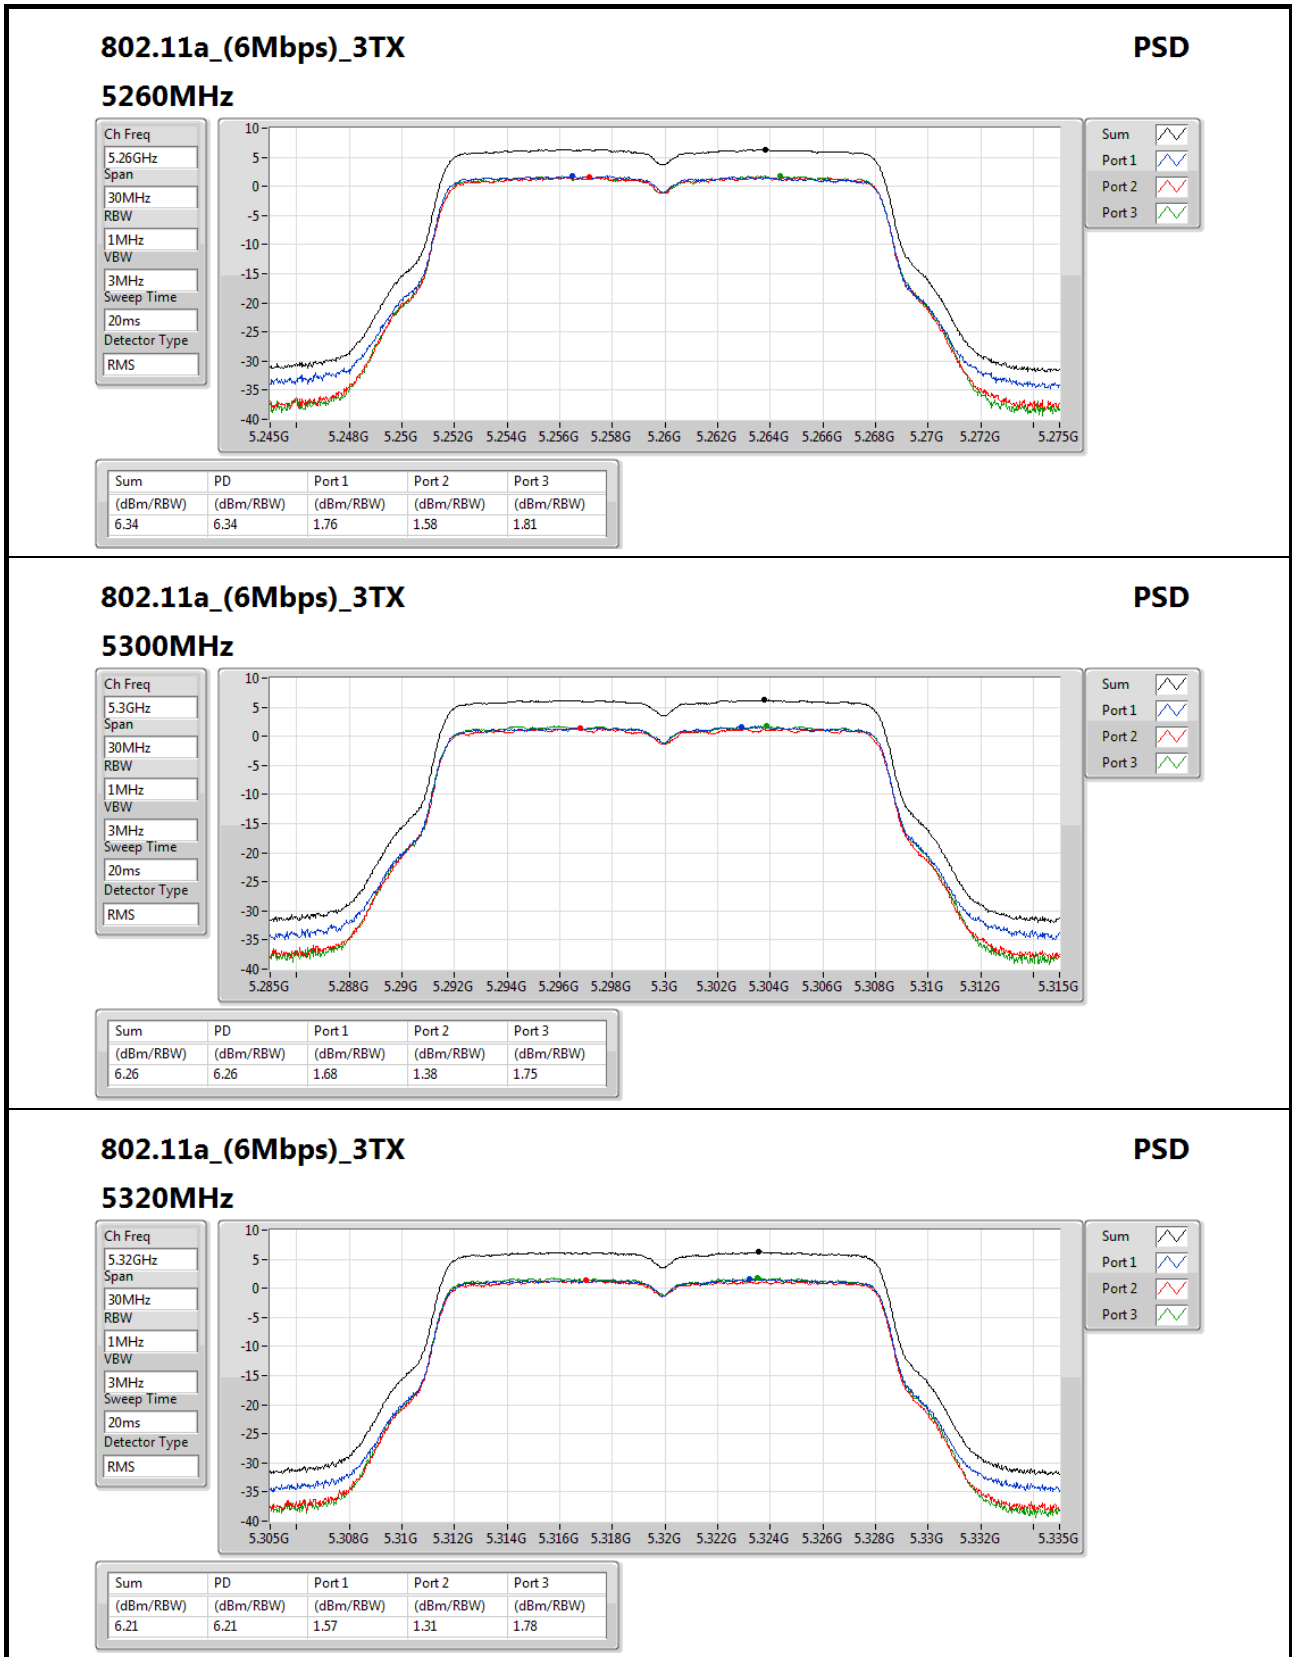 802.11a_(6Mbps)_3TX PSD
5260MHz
Ch Freq
5.26GHz
Span
30MHz
RBW
1MHz
VBW
3MHz
Sweep Time
20ms
Detector Type
RMS
10
5
0
-5
-10
-15
-20
-25
-30
-35
-40
5.245G 5.248G 5.25G 5.252G 5.254G 5.256G 5.258G 5.26G 5.262G 5.264G 5.266G 5.268G 5.27G 5.272G 5.275G
Sum
Port 1
Port 2
Port 3
Sum PD Port 1 Port 2 Port 3
(dBm/RBW) (dBm/RBW) (dBm/RBW) (dBm/RBW) (dBm/RBW)
6.34 6.34 1.76 1.58 1.81
802.11a_(6Mbps)_3TX PSD
5300MHz
Ch Freq
5.3GHz
Span
30MHz
RBW
1MHz
VBW
3MHz
Sweep Time
20ms
Detector Type
RMS
10
5
0
-5
-10
-15
-20
-25
-30
-35
-40
5.285G 5.288G 5.29G 5.292G 5.294G 5.296G 5.298G 5.3G 5.302G 5.304G 5.306G 5.308G 5.31G 5.312G 5.315G
Sum
Port 1
Port 2
Port 3
Sum PD Port 1 Port 2 Port 3
(dBm/RBW) (dBm/RBW) (dBm/RBW) (dBm/RBW) (dBm/RBW)
6.26 6.26 1.68 1.38 1.75
802.11a_(6Mbps)_3TX PSD
5320MHz
Ch Freq
5.32GHz
Span
30MHz
RBW
1MHz
VBW
3MHz
Sweep Time
20ms
Detector Type
RMS
10
5
0
-5
-10
-15
-20
-25
-30
-35
-40
5.305G 5.308G 5.31G 5.312G 5.314G 5.316G 5.318G 5.32G 5.322G 5.324G 5.326G 5.328G 5.33G 5.332G 5.335G
Sum
Port 1
Port 2
Port 3
Sum PD Port 1 Port 2 Port 3
(dBm/RBW) (dBm/RBW) (dBm/RBW) (dBm/RBW) (dBm/RBW)
6.21 6.21 1.57 1.31 1.78